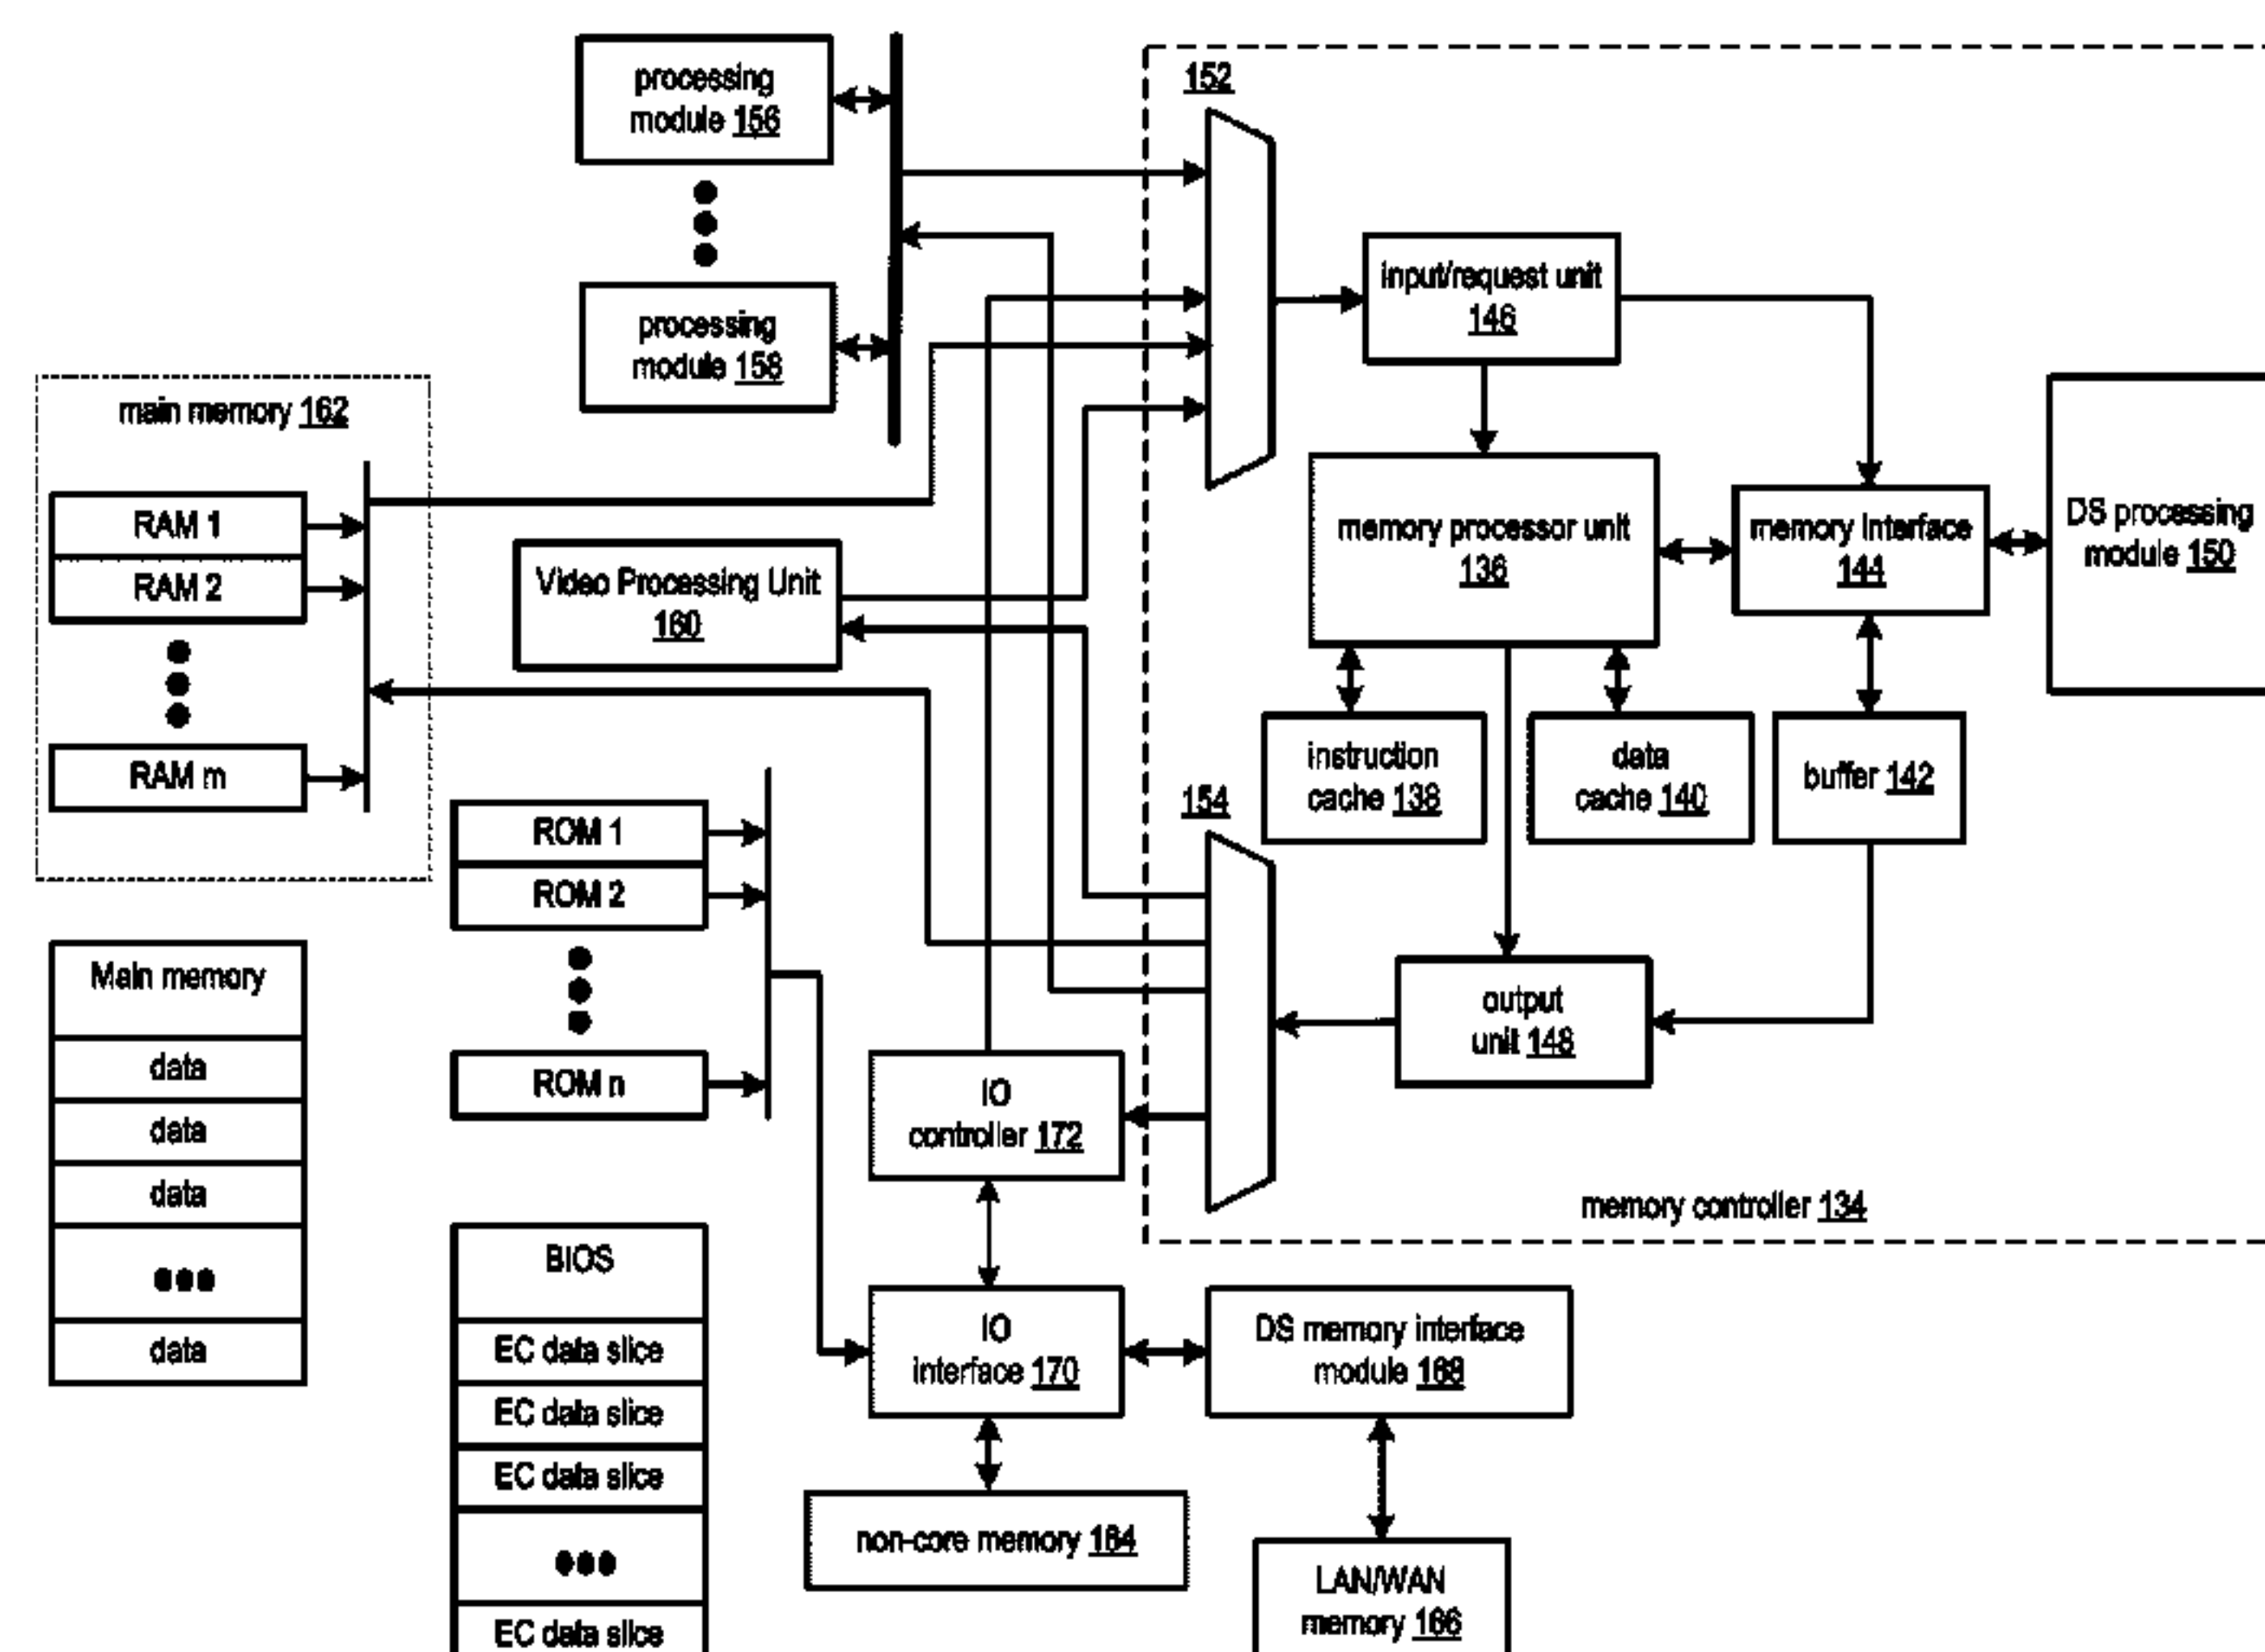 processing
module 156
152
processing
module 158
input/request unit
146
main memory 162
RAM 1
RAM 2
RAM m
Video Processing Unit
160
memory processor unit
136
memory interface
144
DS processing
module 150
instruction
cache 138
data
cache 140
buffer 142
154
ROM 1
ROM 2
ROM n
Main memory
data
data
data
data
output
unit 148
IO
controller 172
memory controller 134
BIOS
EC data slice
EC data slice
EC data slice
EC data slice
IO
interface 170
DS memory interface
module 168
non-core memory 164
LAN/WAN
memory 166